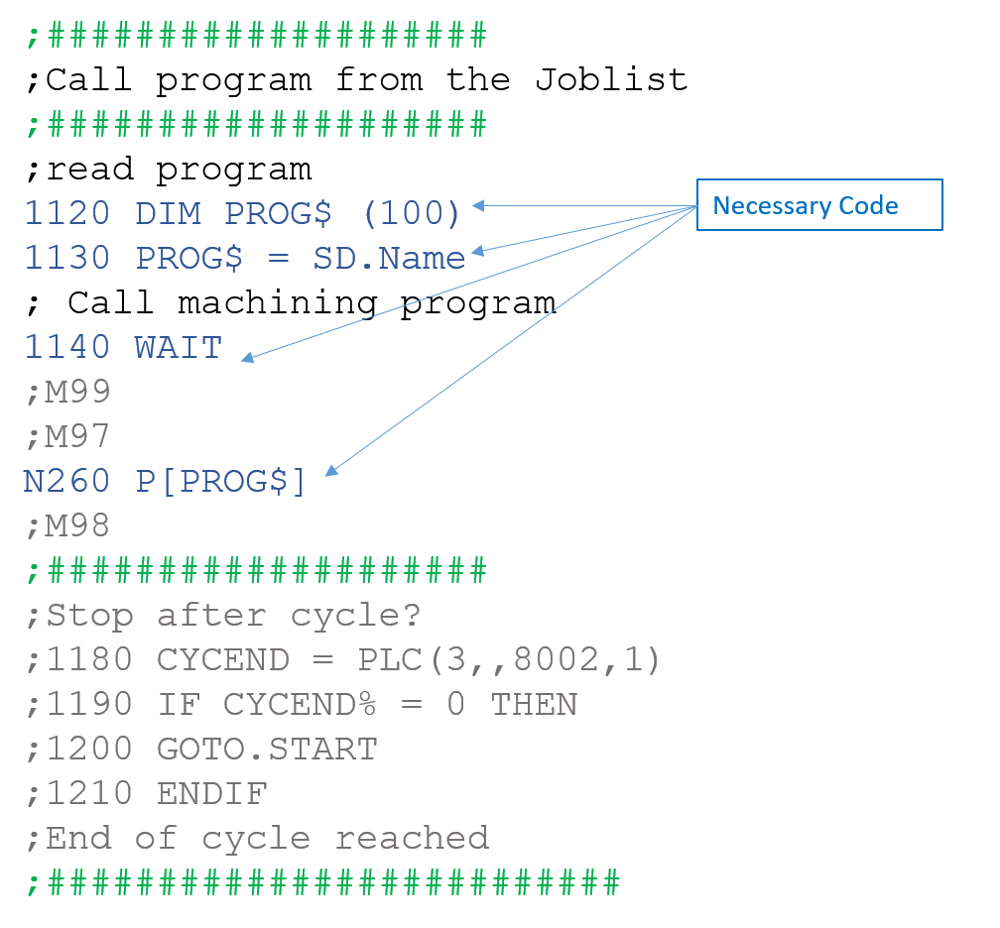 ;####################
;Call program from the Joblist
;####################
;read program
1120 DIM PROG$ (100)
Necessary Code
1130 PROG$ = SD.Name
; Call machining program
1140 WAIT
;M99
;M97
N260 P[PROG$]
;M98
;####################
;Stop after cycle?
;1180 CYCEND = PLC(3,,8002,1)
;1190 IF CYCEND% = 0 THEN
;1200 GOTO.START
;1210 ENDIF
;End of cycle reached
;##########################